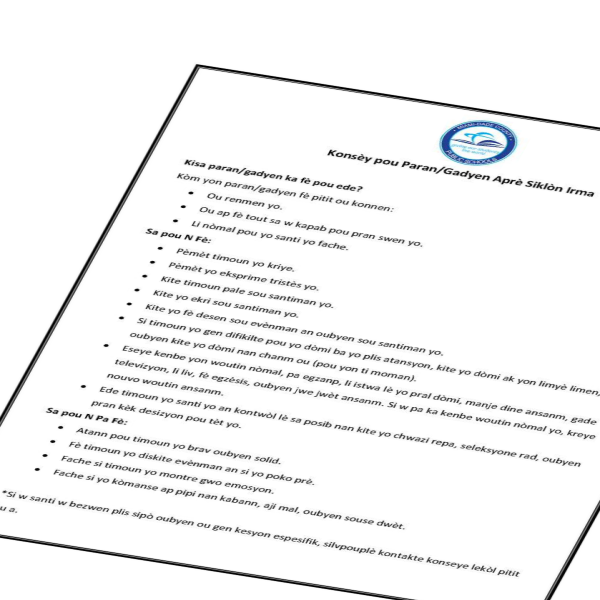 MIAMI-DADE COUNTY
giving our students
the world
PUBLIC SCHOOLS
Konsèy pou Paran/Gadyen Aprè Siklòn Irma
Kisa paran/gadyen ka fè pou ede?
Kòm yon paran/gadyen fè pitit ou konnen:
• Ou renmen yo.
• Ou ap fè tout sa w kapab pou pran swen yo.
• Li nòmal pou yo santi yo fache.
Sa pou N Fè:
• Pèmèt timoun yo kriye.
• Pèmèt yo eksprime tristès yo.
• Kite timoun pale sou santiman yo.
• Kite yo ekri sou santiman yo.
• Kite yo fè desen sou evènman an oubyen sou santiman yo.
• Si timoun yo gen difikilte pou yo dòmi ba yo plis atansyon, kite yo dòmi ak yon limyè limen,
oubyen kite yo dòmi nan chanm ou (pou yon ti moman).
• Eseye kenbe yon woutin nòmal, pa egzanp, li istwa lè yo pral dòmi, manje dine ansanm, gade
televizyon, li liv, fè egzèsis, oubyen jwe jwèt ansanm. Si w pa ka kenbe woutin nòmal yo, kreye
nouvo woutin ansanm.
• Ede timoun yo santi yo an kontwòl lè sa posib nan kite yo chwazi repa, seleksyone rad, oubyen
pran kèk desizyon pou tèt yo.
Sa pou N Pa Fè:
• Atann pou timoun yo brav oubyen solid.
• Fè timoun yo diskite evènman an si yo poko prè.
• Fache si timoun yo montre gwo emosyon.
• Fache si yo kòmanse ap pipi nan kabann, aji mal, oubyen souse dwèt.
*Si w santi w bezwen plis sipò oubyen ou gen kesyon espesifik, silvpouplè kontakte konseye lekòl pitit
u a.